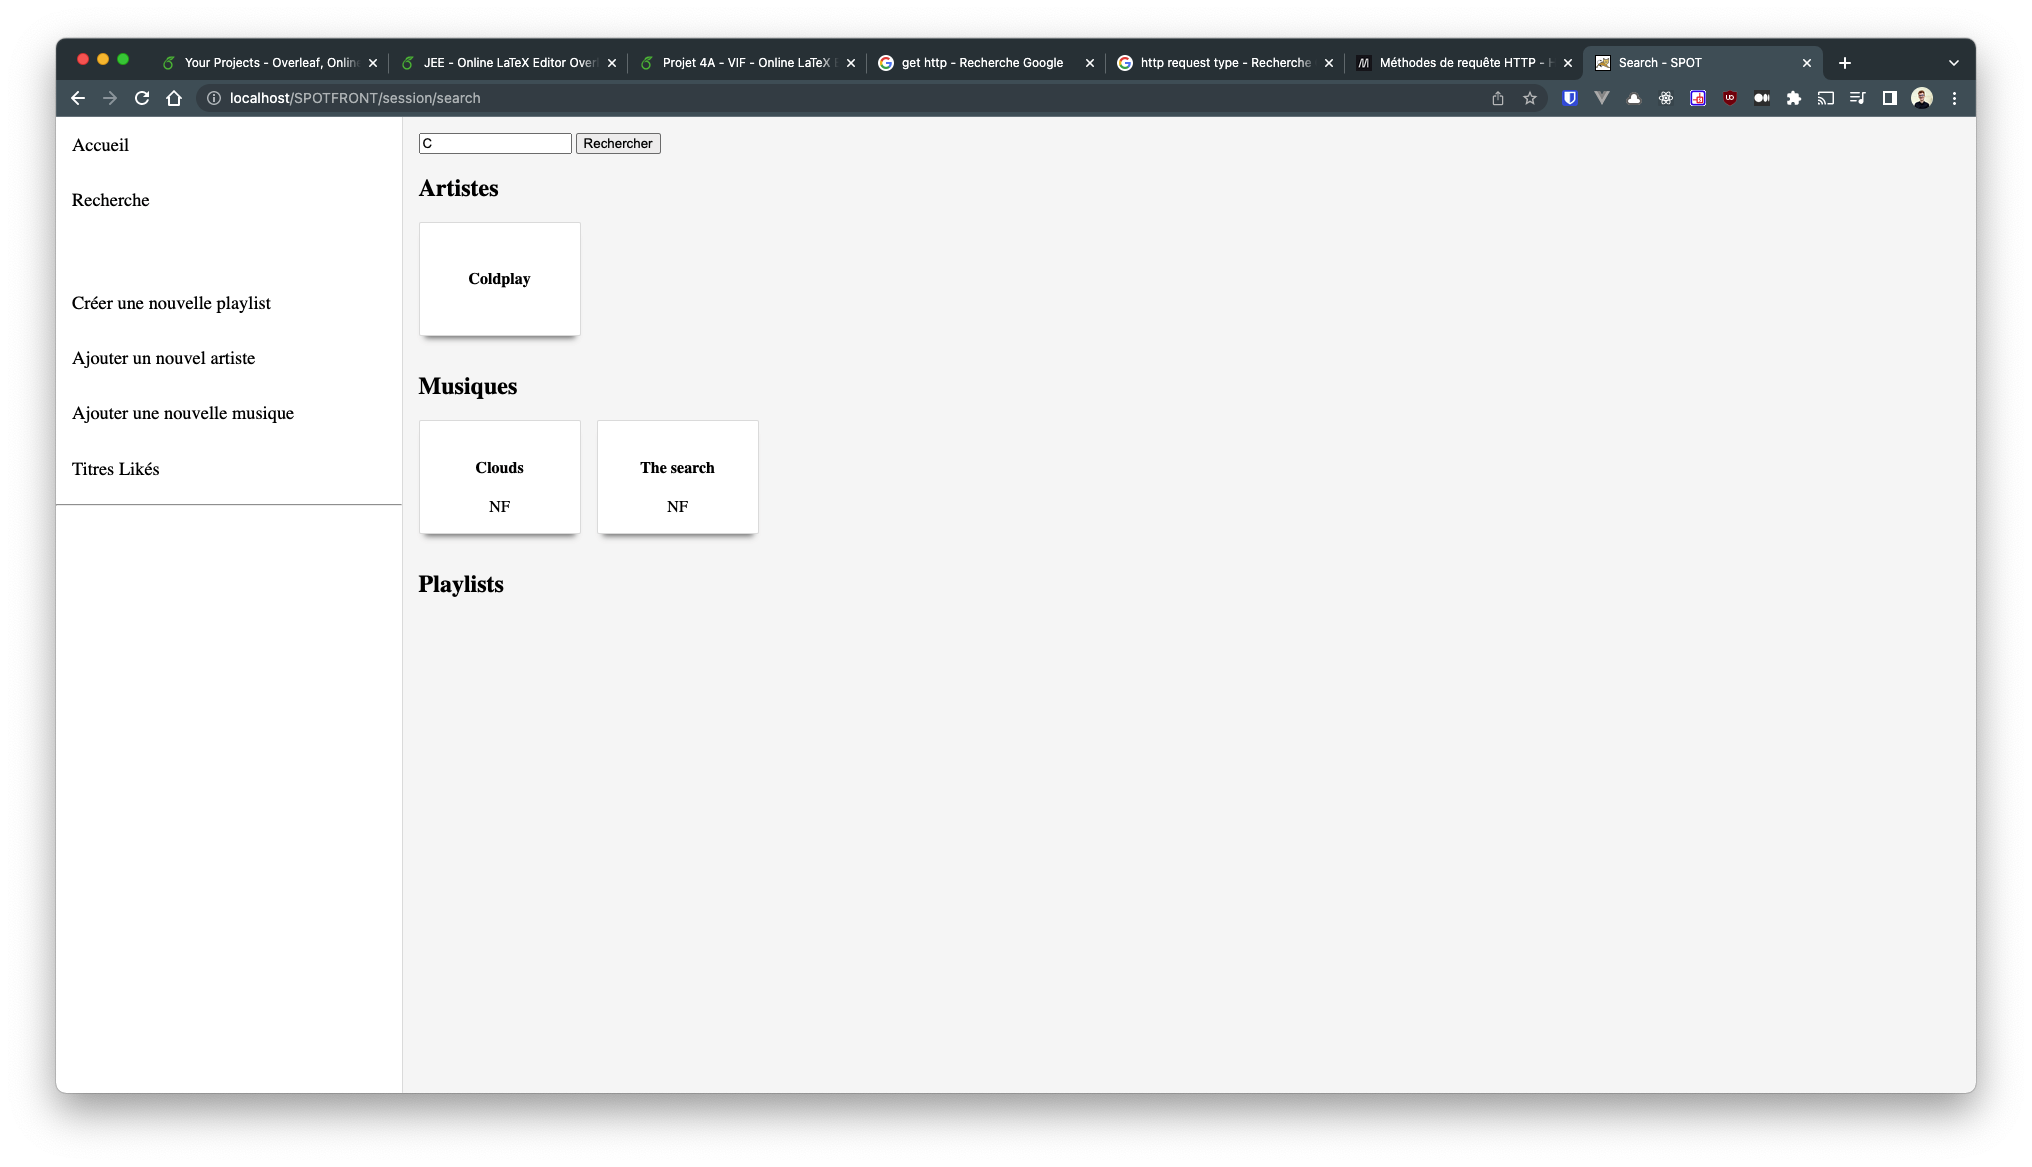 Your Projects - Overleaf, Onlin
JEE - Online LaTeX Editor Over
Projet 4A - VIF - Online LaTeX
get http - Recherche Google
http request type - Recherche
Méthodes de requête HTTP -
Search - SPOT
localhost/SPOTFRONT/session/search
Accueil
Recherche
Créer une nouvelle playlist
Ajouter un nouvel artiste
Ajouter une nouvelle musique
Titres Likés
C
Rechercher
Artistes
Coldplay
Musiques
Clouds
NF
The search
NF
Playlists